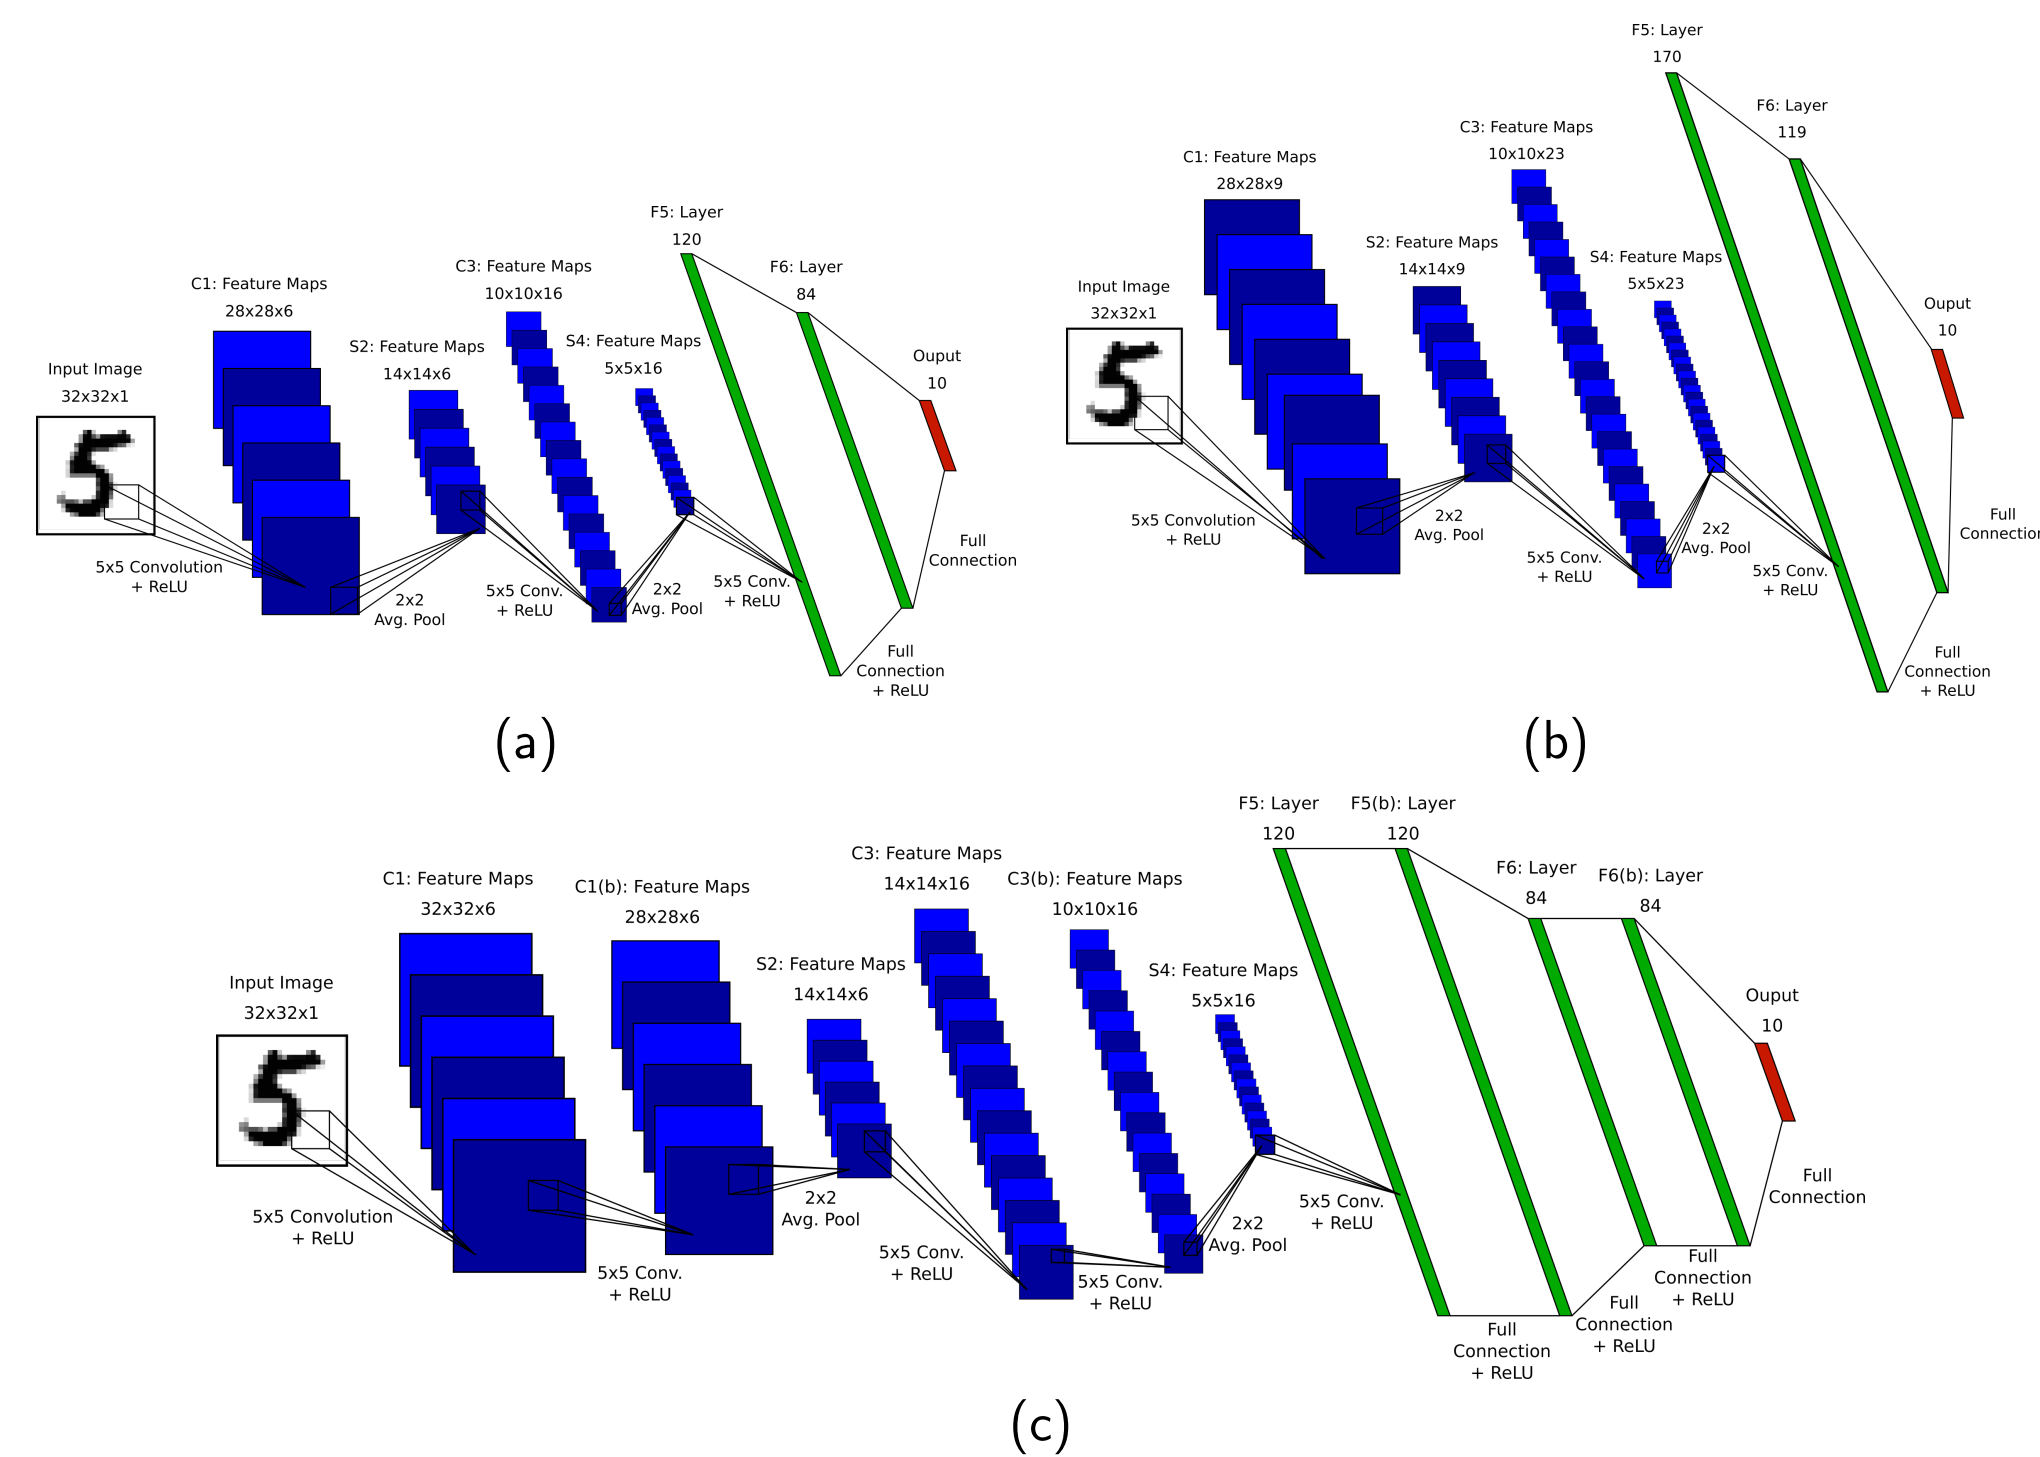 C1: Feature Maps
28x28x6
Input Image
32x32x1
S2: Feature Maps
14x14x6
C3: Feature Maps
10x10x16
S4: Feature Maps
5x5x16
F5: Layer
120
F6: Layer
84
Ouput
10
5x5 Convolution
+ ReLU
2x2
Avg. Pool
5x5 Conv.
+ ReLU
2x2
Avg. Pool
5x5 Conv.
+ ReLU
Full
Connection
+ ReLU
Full
Connection
(a)
Input Image
32x32x1
C1: Feature Maps
28x28x9
S2: Feature Maps
14x14x9
C3: Feature Maps
10x10x23
S4: Feature Maps
5x5x23
F5: Layer
170
F6: Layer
119
Ouput
10
5x5 Convolution
+ ReLU
2x2
Avg. Pool
5x5 Conv.
+ ReLU
2x2
Avg. Pool
5x5 Conv.
+ ReLU
Full
Connection
+ ReLU
Full
Connection
(b)
Input Image
32x32x1
C1: Feature Maps
32x32x6
C1(b): Feature Maps
28x28x6
S2: Feature Maps
14x14x6
C3: Feature Maps
14x14x16
C3(b): Feature Maps
10x10x16
S4: Feature Maps
5x5x16
F5: Layer
120
F5(b): Layer
120
F6: Layer
84
F6(b): Layer
84
Ouput
10
5x5 Convolution
+ ReLU
5x5 Conv.
+ ReLU
2x2
Avg. Pool
5x5 Conv.
+ ReLU
5x5 Conv.
+ ReLU
2x2
Avg. Pool
5x5 Conv.
+ ReLU
Full
Connection
+ ReLU
Full
Connection
+ ReLU
Full
Connection
+ ReLU
Full
Connection
(c)